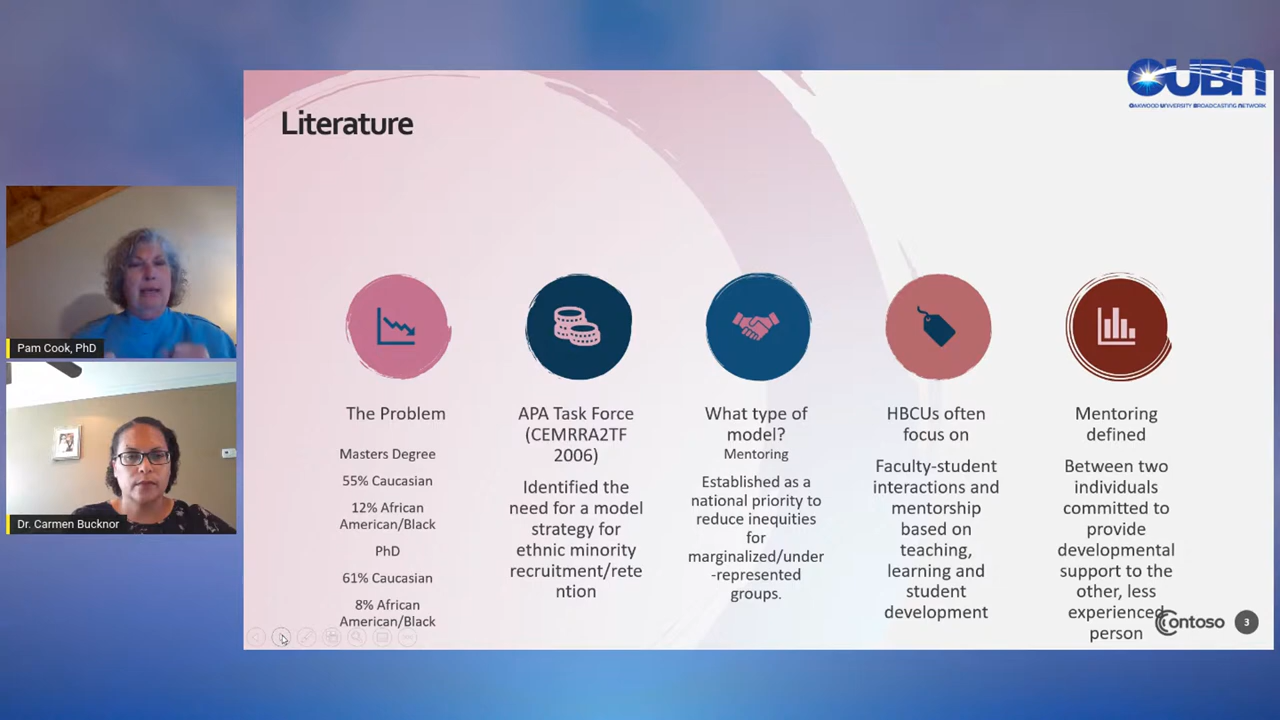 OUBN
OAKWOOD UNIVERSITY BROADCASTING NETWORK
Literature
Pam Cook, PhD
Dr. Carmen Bucknor
The Problem
Masters Degree
55% Caucasian
12% African
American/Black
PhD
61% Caucasian
8% African
American/Black
APA Task Force
(CEMRRA2TF
2006)
Identified the
need for a model
strategy for
ethnic minority
recruitment/rete
ntion
What type of
model?
Mentoring
Established as a
national priority to
reduce inequities
for
marginalized/under
-represented
groups.
HBCUs often
focus on
Faculty-student
interactions and
mentorship
based on
teaching,
learning and
student
development
Mentoring
defined
Between two
individuals
committed to
provide
developmental
support to the
other, less
experienced
person
Contoso
3